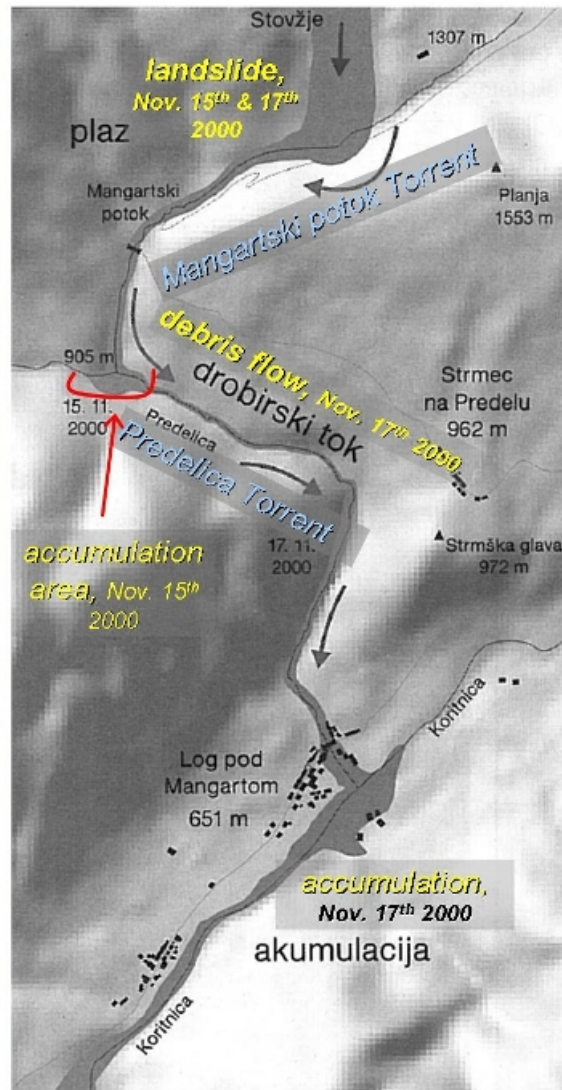 Stovžje
1307 m
landslide,
Nov. 15th & 17th
2000
plaz
Mangartski
potok
Mangartski potok Torrent
Planja
1553 m
debris flow, Nov. 17th 2000
drobirski tok
905 m
15. 11.
2000
Predelica
Predelica Torrent
Strmec
na Predelu
962 m
17. 11.
2000
Strmška glava
972 m
accumulation
area, Nov. 15th
2000
Koritnica
Log pod
Mangartom
651 m
accumulation,
Nov. 17th 2000
akumulacija
Koritnica